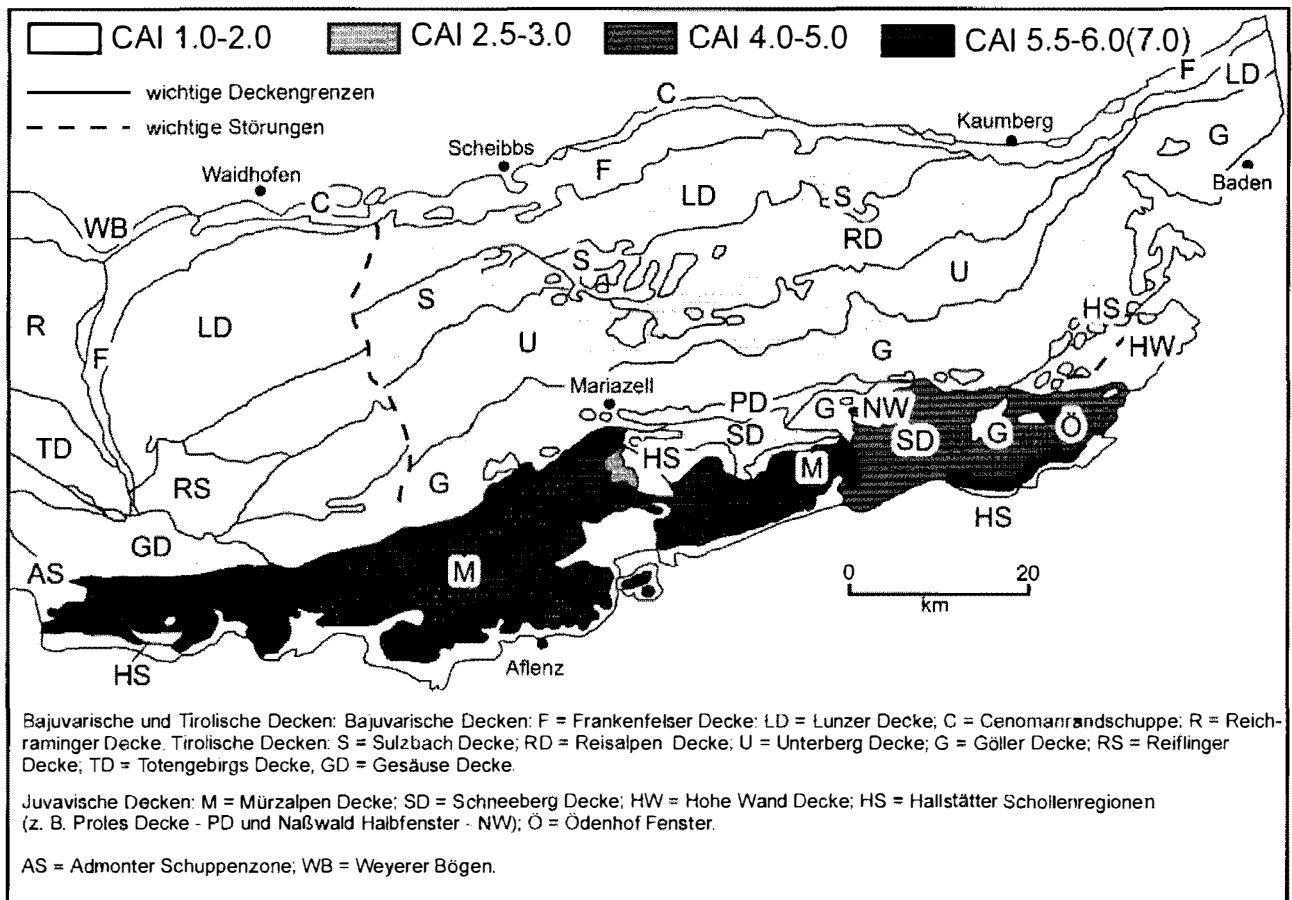 CAI 1.0-2.0 CAI 2.5-3.0 CAI 4.0-5.0 CAI 5.5-6.0(7.0)
wichtige Deckengrenzen
wichtige Störungen
F
LD
C
Kaumberg
G
Scheibbs
Baden
Waidhofen
F
C
LD
S
WB
RD
S
U
S
R
LD
HS
F
U
HW
G
Mariazell
PD
G NW
TD
SD
SD G Ö
HS
M
G
RS
HS
GD
AS
M
0 20
km
HS
Aflenz
Bajuvarische und Tirolische Decken: Bajuvarische Decken: F = Frankenfelser Decke: LD = Lunzer Decke; C = Cenomanrandschuppe; R = Reich-
raminger Decke. Tirolische Decken: S = Sulzbach Decke; RD = Reisalpen Decke; U = Unterberg Decke; G = Göller Decke; RS = Reiflinger
Decke; TD = Totengebirgs Decke, GD = Gesäuse Decke.
Juvavische Decken: M = Mürzalpen Decke; SD = Schneeberg Decke; HW = Hohe Wand Decke; HS = Hallstätter Schollenregionen
(z. B. Proles Decke - PD und Naßwald Halbfenster - NW); Ö = Ödenhof Fenster.
AS = Admonter Schuppenzone; WB = Weyerer Bögen.